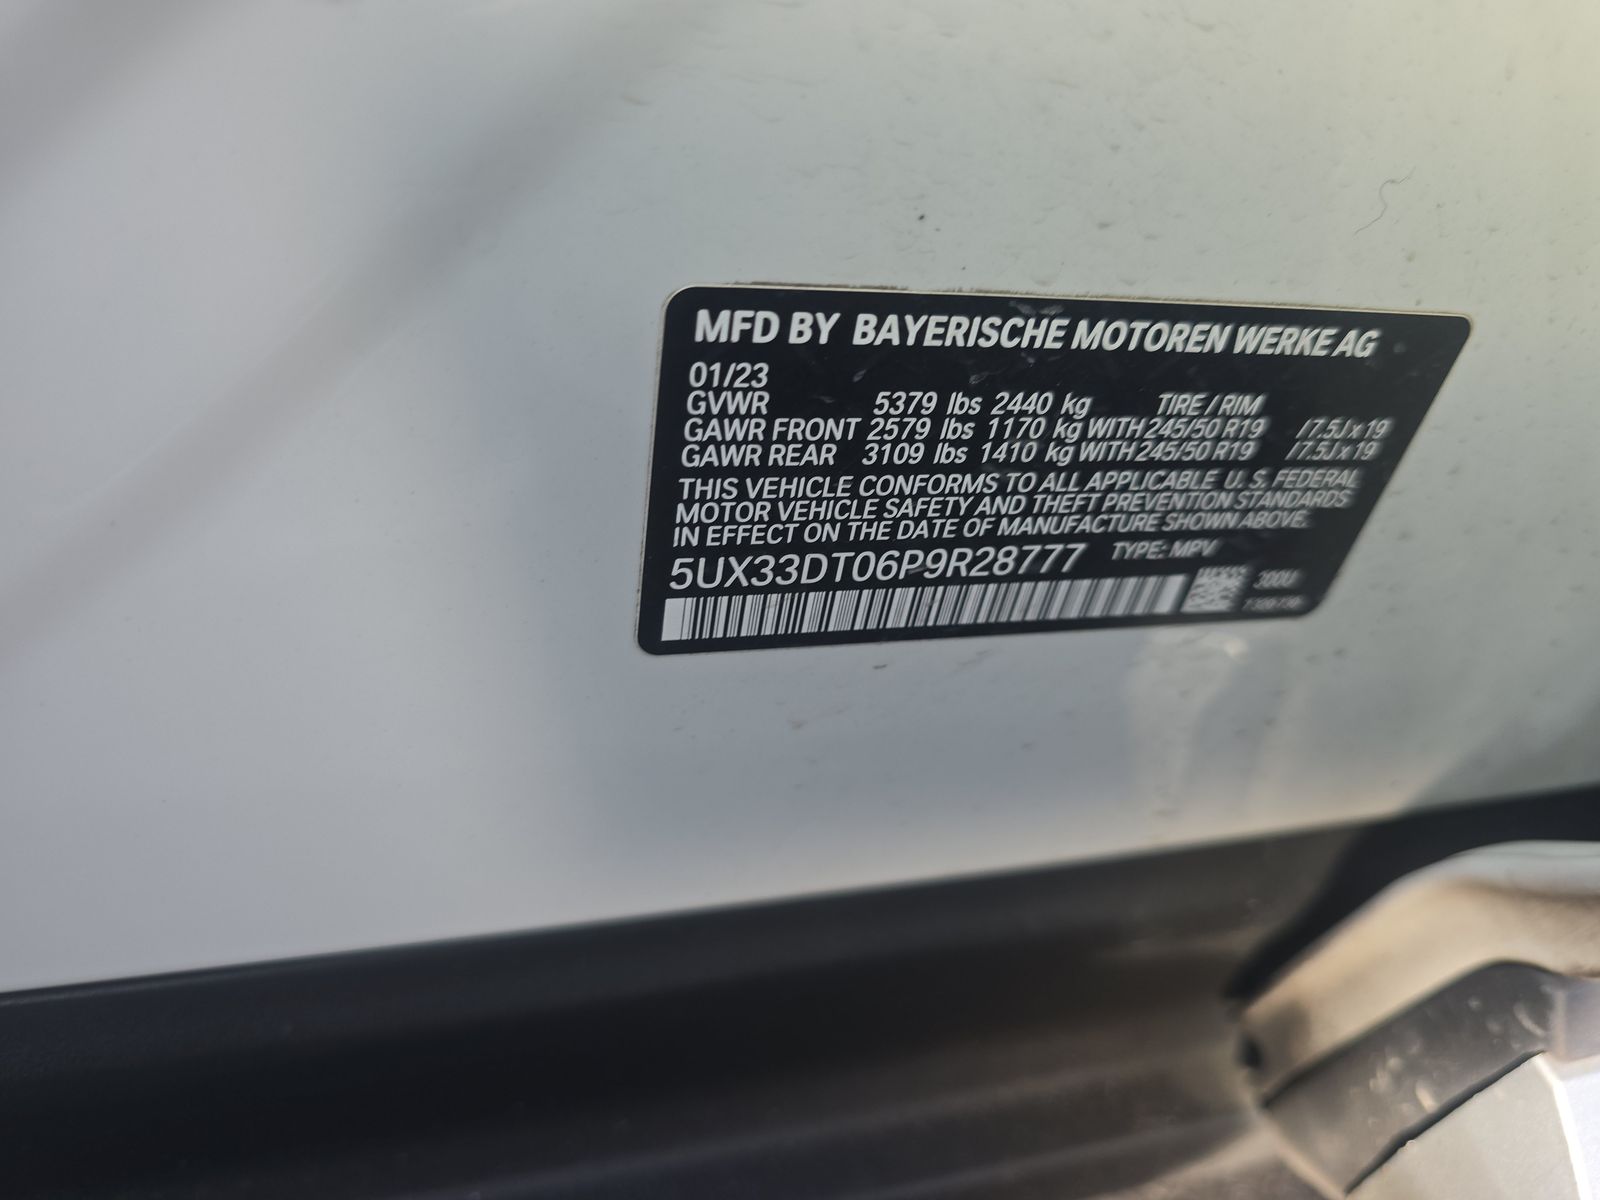 MFD BY BAYERISCHE MOTOREN WERKE AG
01/23
GVWR 5379 lbs 2440 kg TIRE / RIM
GAWR FRONT 2579 lbs 1170 kg WITH 245/50 R19 /7.5J x 19
GAWR REAR 3109 lbs 1410 kg WITH 245/50 R19 /7.5J x 19
THIS VEHICLE CONFORMS TO ALL APPLICABLE U.S. FEDERAL
MOTOR VEHICLE SAFETY AND THEFT PREVENTION STANDARDS
IN EFFECT ON THE DATE OF MANUFACTURE SHOWN ABOVE.
5UX33DT06P9R28777 TYPE: MPV